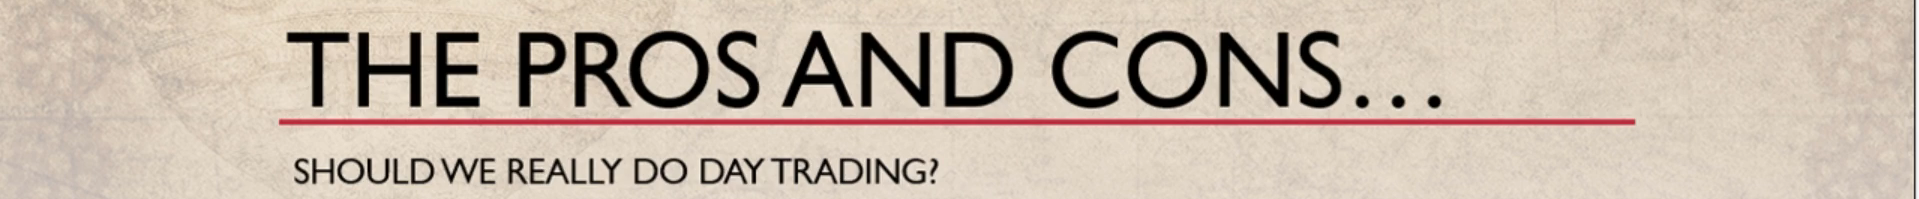 THE PROS AND CONS...
SHOULD WE REALLY DO DAY TRADING?